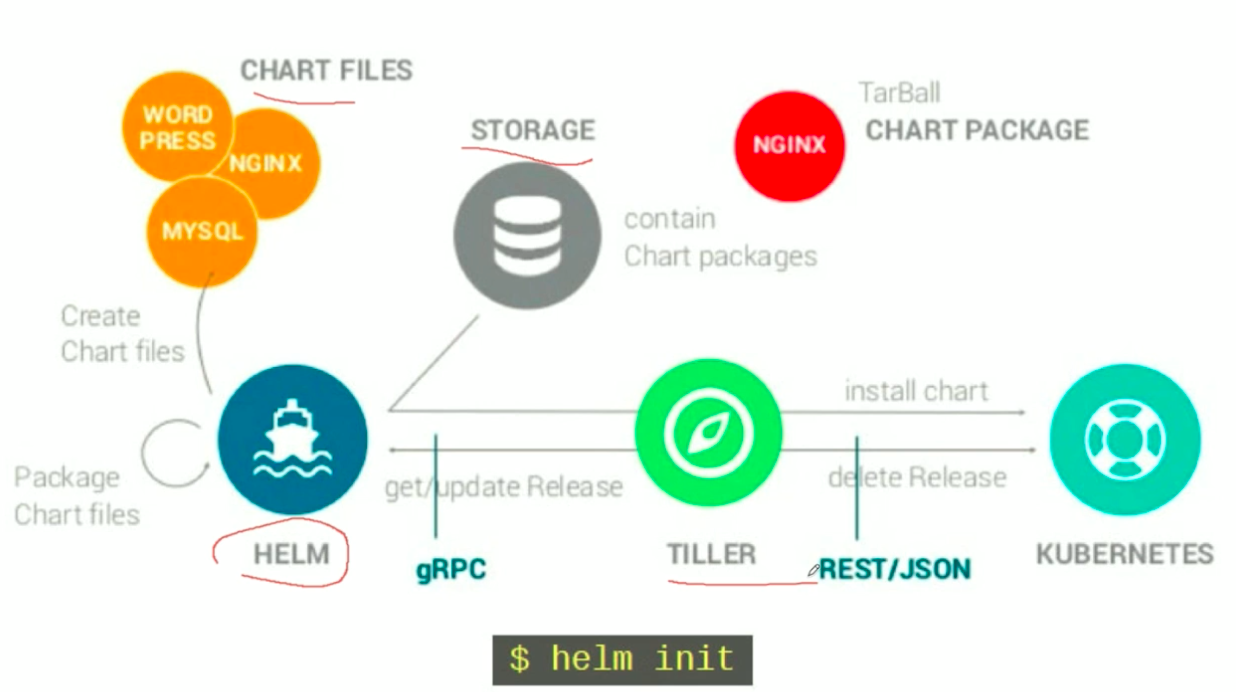 CHART FILES
WORD
PRESS
NGINX
MYSQL
STORAGE
contain
Chart packages
NGINX
TarBall
CHART PACKAGE
Create
Chart files
Package
Chart files
HELM
get/update Release
gRPC
TILLER
install chart
delete Release
REST/JSON
KUBERNETES
$ helm init